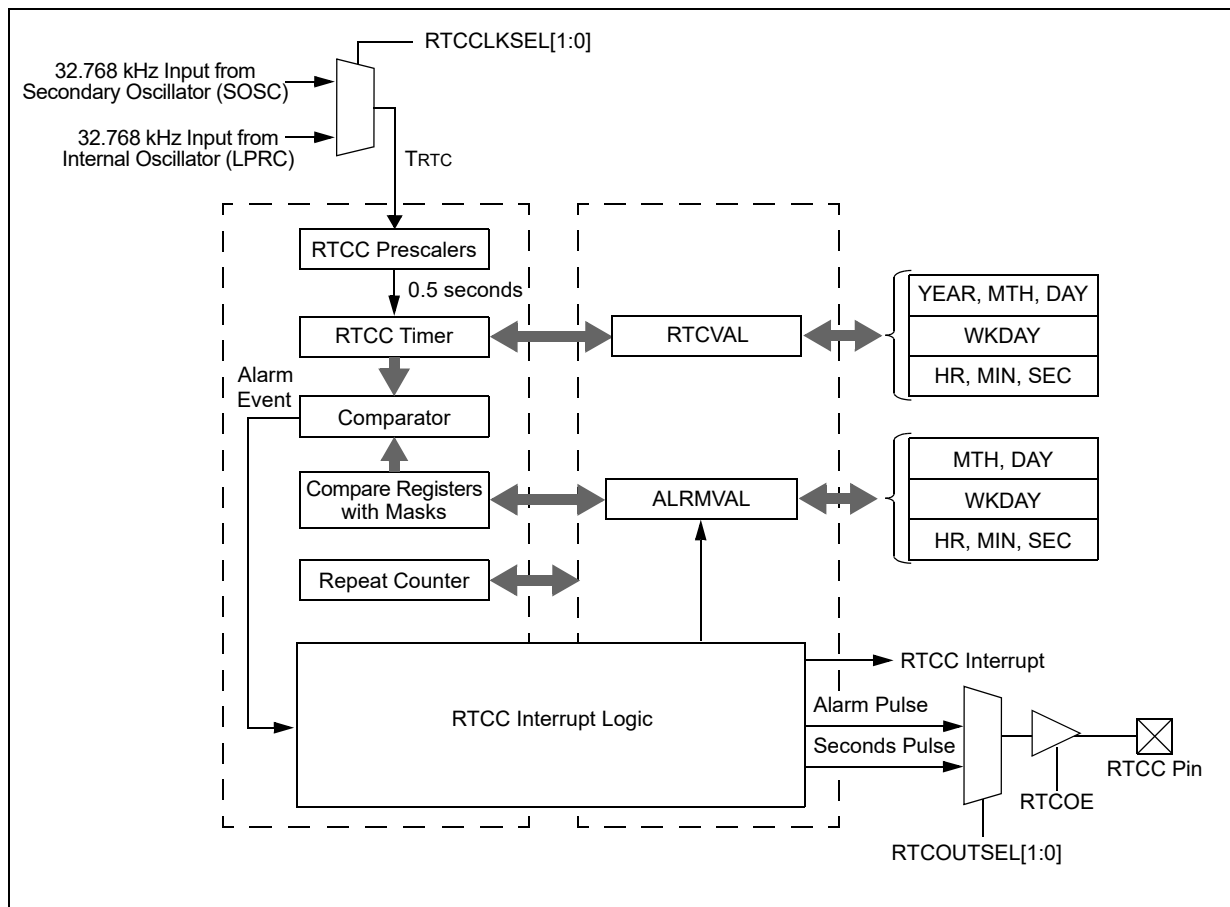 RTCCLKSEL[1:0]
32.768 kHz Input from
Secondary Oscillator (SOSC)
32.768 kHz Input from
Internal Oscillator (LPRC)
TRTC
RTCC Prescalers
0.5 seconds
RTCC Timer
RTCVAL
YEAR, MTH, DAY
WKDAY
HR, MIN, SEC
Alarm
Event
Comparator
Compare Registers
with Masks
ALRMVAL
MTH, DAY
WKDAY
HR, MIN, SEC
Repeat Counter
RTCC Interrupt Logic
RTCC Interrupt
Alarm Pulse
Seconds Pulse
RTCC Pin
RTCOE
RTCOUTSEL[1:0]